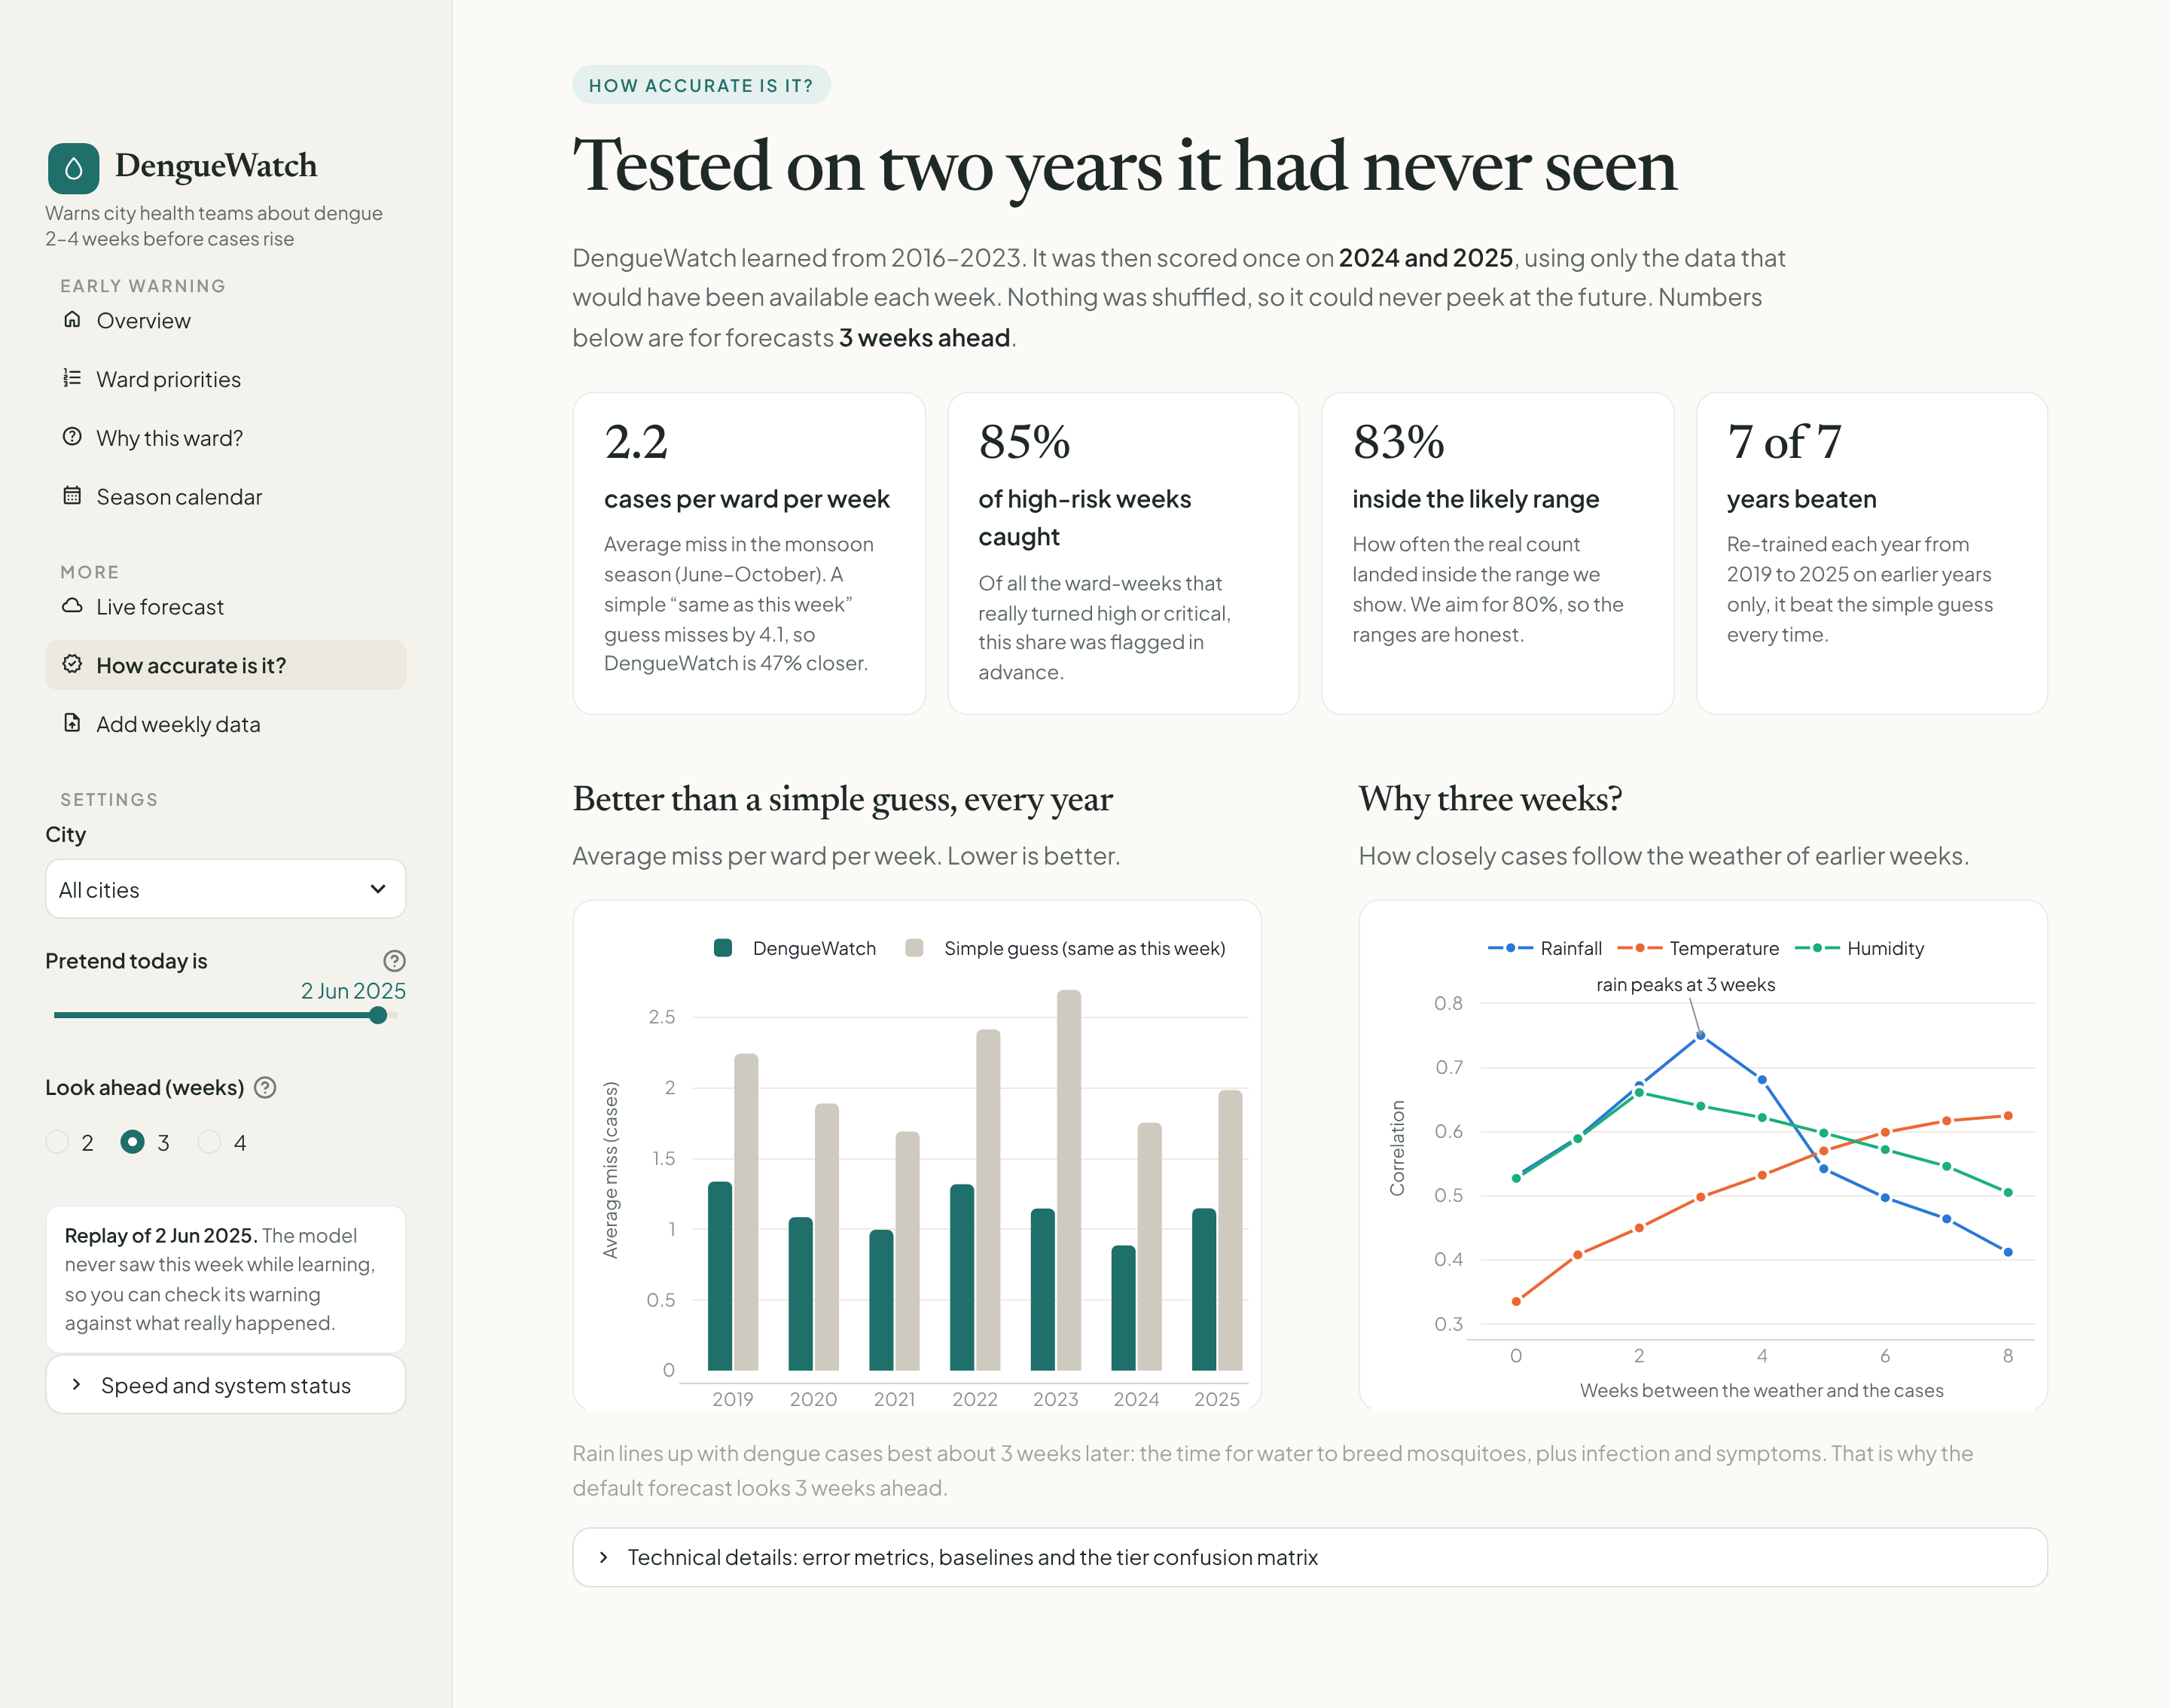 DengueWatch
Warns city health teams about dengue
2–4 weeks before cases rise
EARLY WARNING
Overview
Ward priorities
Why this ward?
Season calendar
MORE
Live forecast
How accurate is it?
Add weekly data
SETTINGS
City
All cities
Pretend today is
2 Jun 2025
Look ahead (weeks)
2 3 4
Replay of 2 Jun 2025. The model
never saw this week while learning,
so you can check its warning
against what really happened.
Speed and system status
HOW ACCURATE IS IT?
Tested on two years it had never seen
DengueWatch learned from 2016–2023. It was then scored once on 2024 and 2025, using only the data that
would have been available each week. Nothing was shuffled, so it could never peek at the future. Numbers
below are for forecasts 3 weeks ahead.
2.2
cases per ward per week
Average miss in the monsoon
season (June–October). A
simple “same as this week”
guess misses by 4.1, so
DengueWatch is 47% closer.
85%
of high-risk weeks
caught
Of all the ward-weeks that
really turned high or critical,
this share was flagged in
advance.
83%
inside the likely range
How often the real count
landed inside the range we
show. We aim for 80%, so the
ranges are honest.
7 of 7
years beaten
Re-trained each year from
2019 to 2025 on earlier years
only, it beat the simple guess
every time.
Better than a simple guess, every year
Average miss per ward per week. Lower is better.
DengueWatch Simple guess (same as this week)
Average miss (cases)
2.5
2
1.5
1
0.5
0
2019 2020 2021 2022 2023 2024 2025
Why three weeks?
How closely cases follow the weather of earlier weeks.
Rainfall Temperature Humidity
rain peaks at 3 weeks
Correlation
0.8
0.7
0.6
0.5
0.4
0.3
0 2 4 6 8
Weeks between the weather and the cases
Rain lines up with dengue cases best about 3 weeks later: the time for water to breed mosquitoes, plus infection and symptoms. That is why the
default forecast looks 3 weeks ahead.
Technical details: error metrics, baselines and the tier confusion matrix